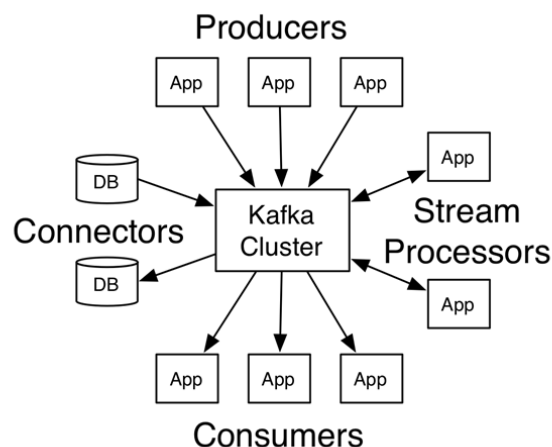 Producers
App
App
App
DB
App
Connectors
Kafka
Cluster
Stream
Processors
DB
App
App
App
App
Consumers